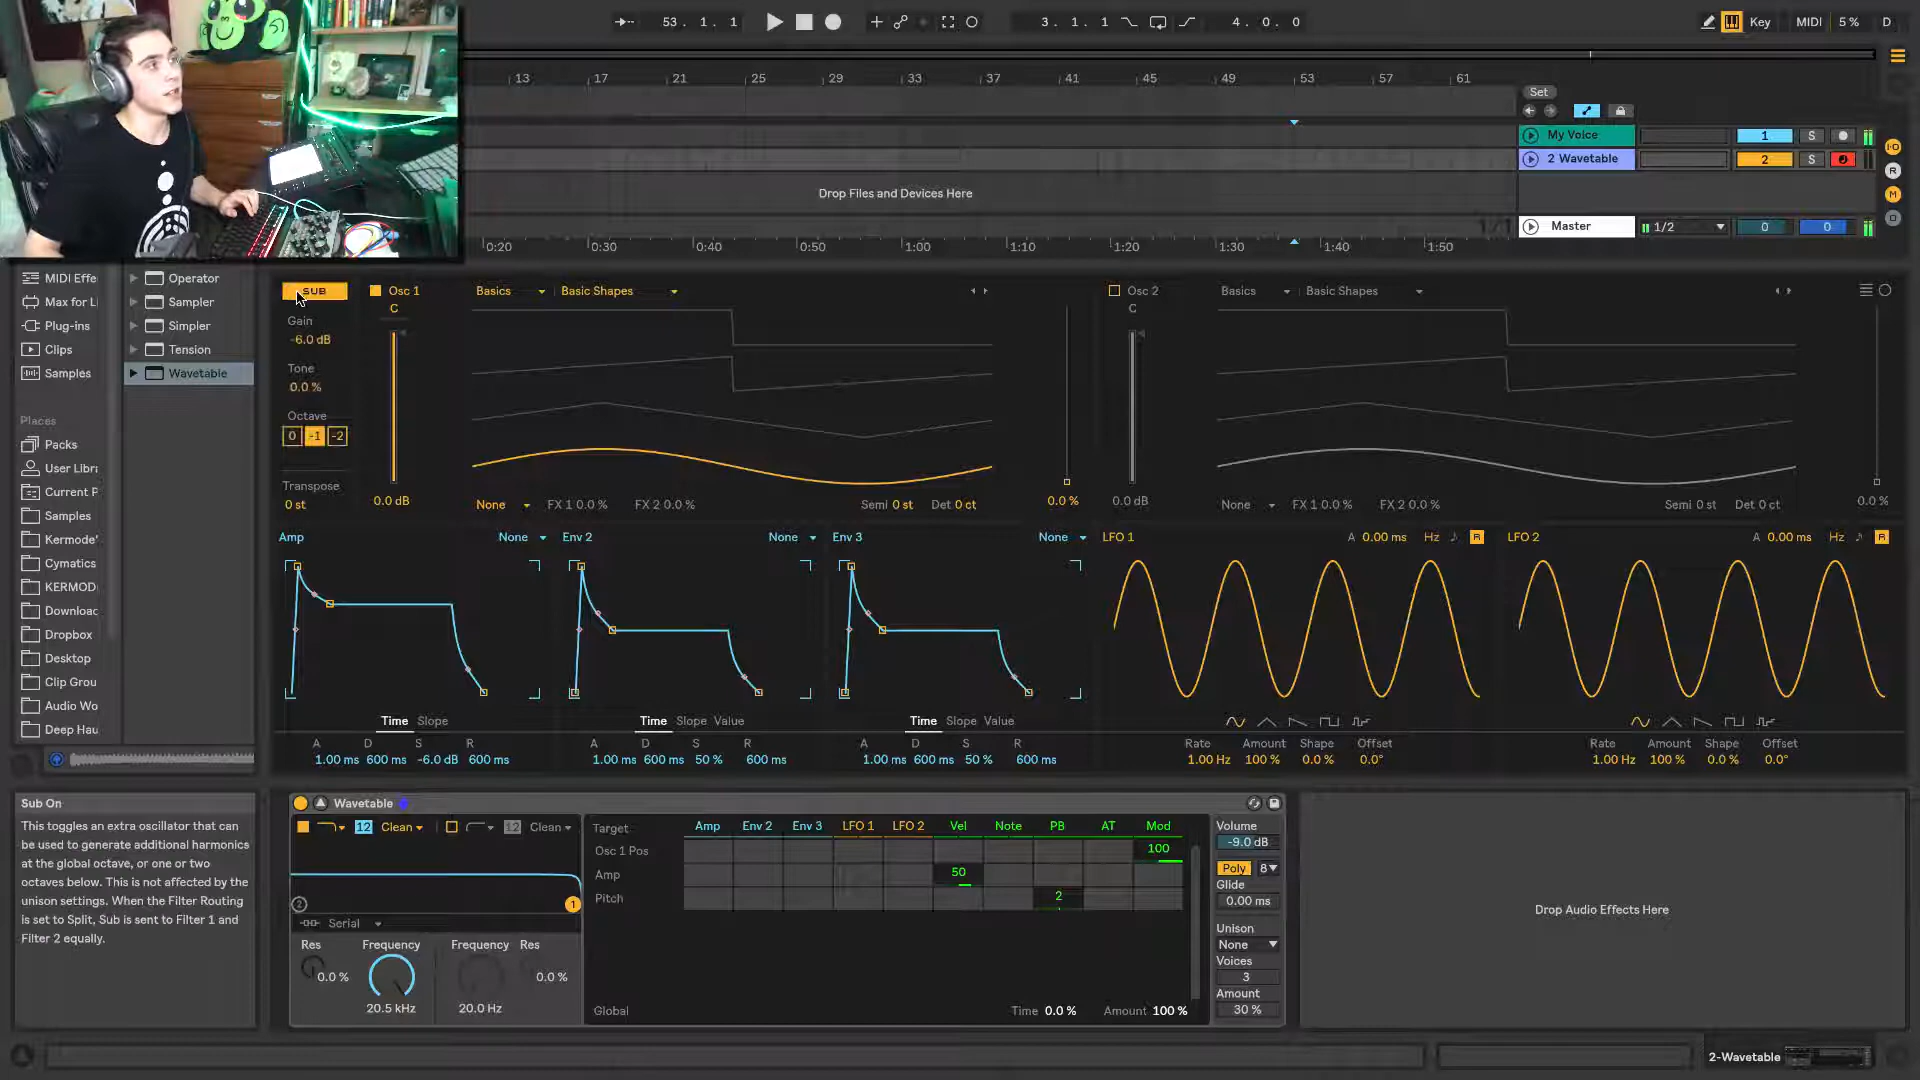 53 . 1 . 1
3 . 1 . 1
4 . 0 . 0
Key
MIDI
5 %
D
13 17 21 25 29 33 37 41 45 49 53 57 61
Set
My Voice 1 S
2 Wavetable 2 S
Drop Files and Devices Here
1/1
Master 1/2 0 0
0:20 0:30 0:40 0:50 1:00 1:10 1:20 1:30 1:40 1:50
I·O
R
M
D
MIDI Effe
Max for L
Plug-ins
Clips
Samples
Places
Packs
User Libra
Current P
Samples
Kermode'
Cymatics
KERMOD
Downloac
Dropbox
Desktop
Clip Grou
Audio Wo
Deep Hau
Operator
Sampler
Simpler
Tension
Wavetable
SUB
Gain
-6.0 dB
Tone
0.0 %
Octave
0 -1 -2
Transpose
0 st
Osc 1
C
0.0 dB
Basics Basic Shapes
None FX 1 0.0 % FX 2 0.0 % Semi 0 st Det 0 ct
0.0 %
Osc 2
C
0.0 dB
Basics Basic Shapes
None FX 1 0.0 % FX 2 0.0 % Semi 0 st Det 0 ct
0.0 %
Amp None
Time Slope
A D S R
1.00 ms 600 ms -6.0 dB 600 ms
Env 2 None
Time Slope Value
A D S R
1.00 ms 600 ms 50 % 600 ms
Env 3 None
Time Slope Value
A D S R
1.00 ms 600 ms 50 % 600 ms
LFO 1 A 0.00 ms Hz R
Rate Amount Shape Offset
1.00 Hz 100 % 0.0 % 0.0°
LFO 2 A 0.00 ms Hz R
Rate Amount Shape Offset
1.00 Hz 100 % 0.0 % 0.0°
Sub On
This toggles an extra oscillator that can
be used to generate additional harmonics
at the global octave, or one or two
octaves below. This is not affected by the
unison settings. When the Filter Routing
is set to Split, Sub is sent to Filter 1 and
Filter 2 equally.
Wavetable
12 Clean 12 Clean
2 1
Serial
Res Frequency Frequency Res
0.0 % 0.0 %
20.5 kHz 20.0 Hz
Target Amp Env 2 Env 3 LFO 1 LFO 2 Vel Note PB AT Mod
Osc 1 Pos 100
Amp 50
Pitch 2
Global Time 0.0 % Amount 100 %
Volume
-9.0 dB
Poly 8
Glide
0.00 ms
Unison
None
Voices
3
Amount
30 %
Drop Audio Effects Here
2-Wavetable